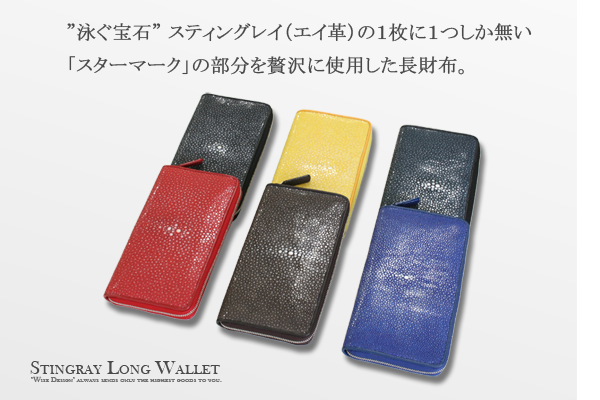 ”泳ぐ宝石” スティングレイ（エイ革）の１枚に１つしか無い
「スターマーク」の部分を贅沢に使用した長財布。
Stingray Long Wallet
"Wise Designs" always sends only the highest goods to you.